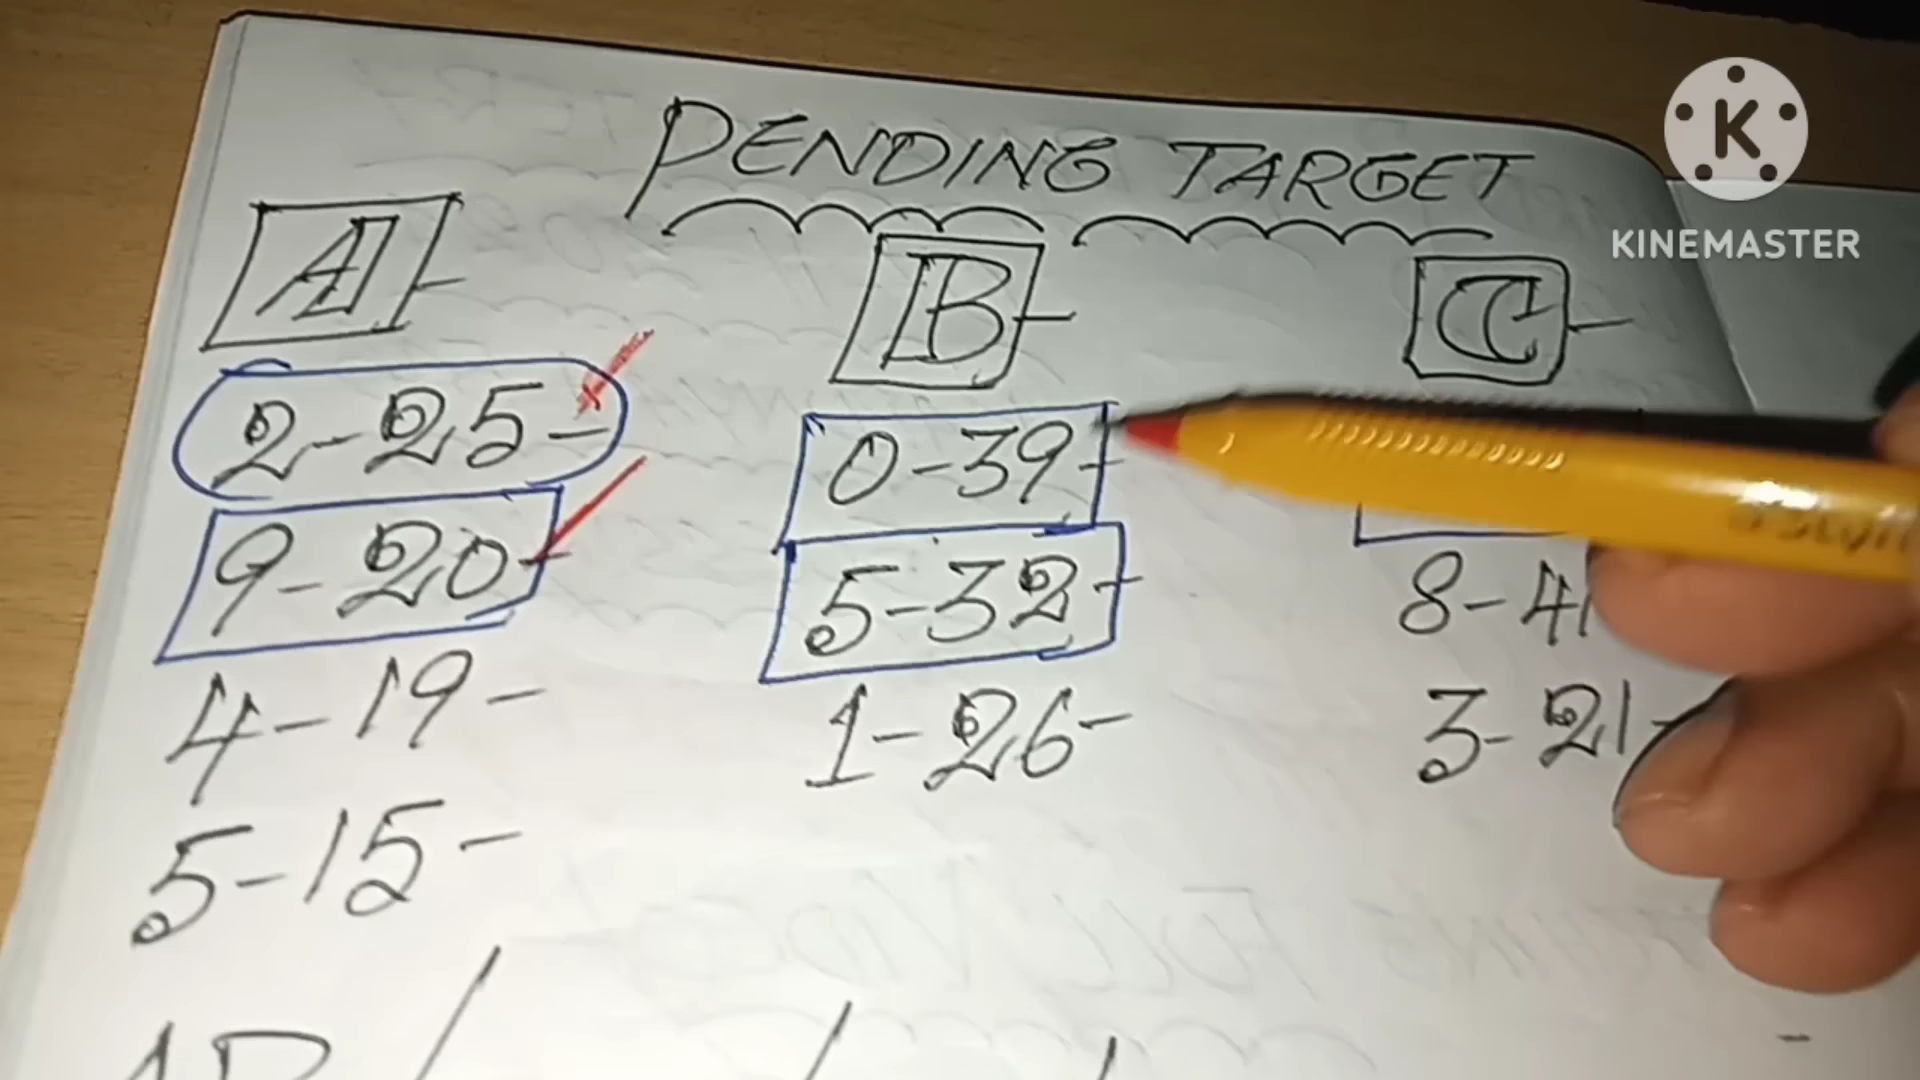 PENDING TARGET
K
KINEMASTER
A - B - C -
2-25-
9-20-
4-19-
5-15-
0-39-
5-32-
1-26-
8-41
3-21-